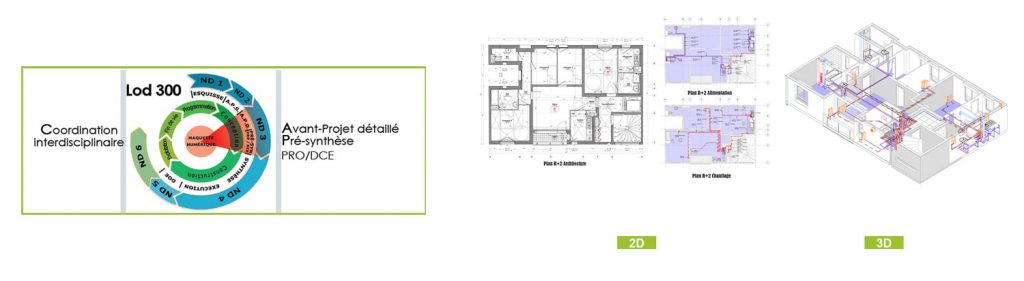 Coordination
interdisciplinaire
Lod 300
ND 1
ND 2
ND 3
ND 4
ND 5
ND 6
ESQUISSE
A.P.S
SYNTHÈSE
EXECUTION
DOE
Programmation
Conception
Construction
MAQUETTE
NUMÉRIQUE
Avant-Projet détaillé
Pré-synthèse
PRO/DCE
Plan R+2 Architecture
Plan R+2 Alimentation
Plan R+2 Chauffage
2D
3D